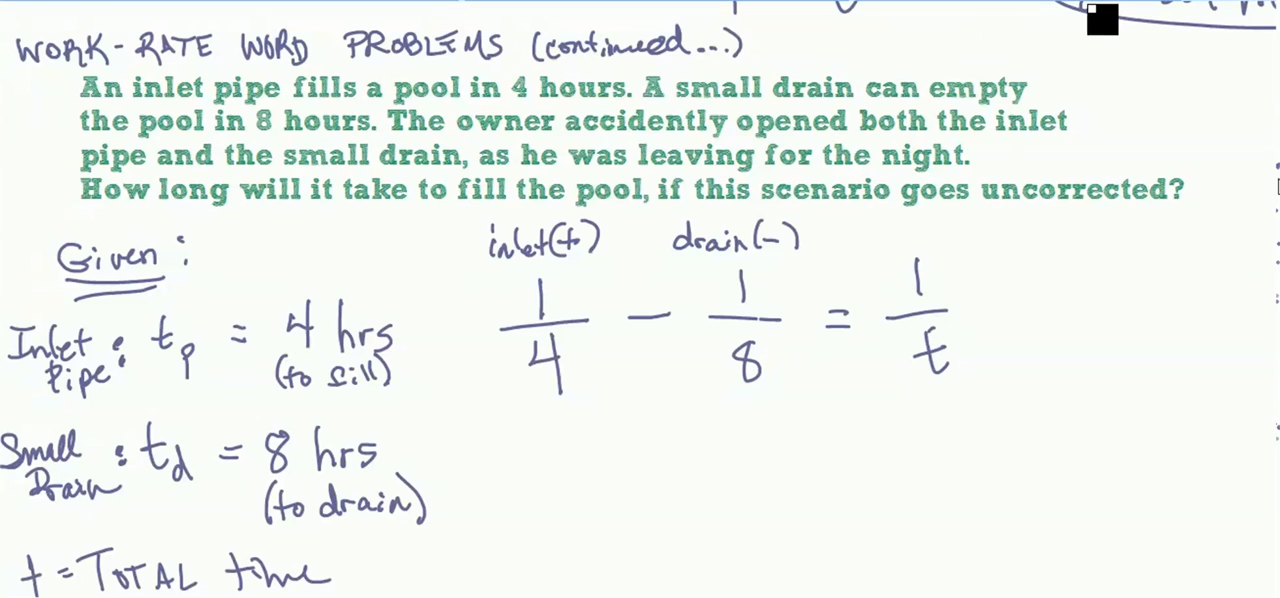 WORK-RATE WORD PROBLEMS (continued...)
An inlet pipe fills a pool in 4 hours. A small drain can empty
the pool in 8 hours. The owner accidently opened both the inlet
pipe and the small drain, as he was leaving for the night.
How long will it take to fill the pool, if this scenario goes uncorrected?
Given:
inlet(+) drain(-)
1/4 - 1/8 = 1/t
Inlet Pipe: tp = 4 hrs
(to fill)
Small Drain: td = 8 hrs
(to drain)
t = TOTAL time